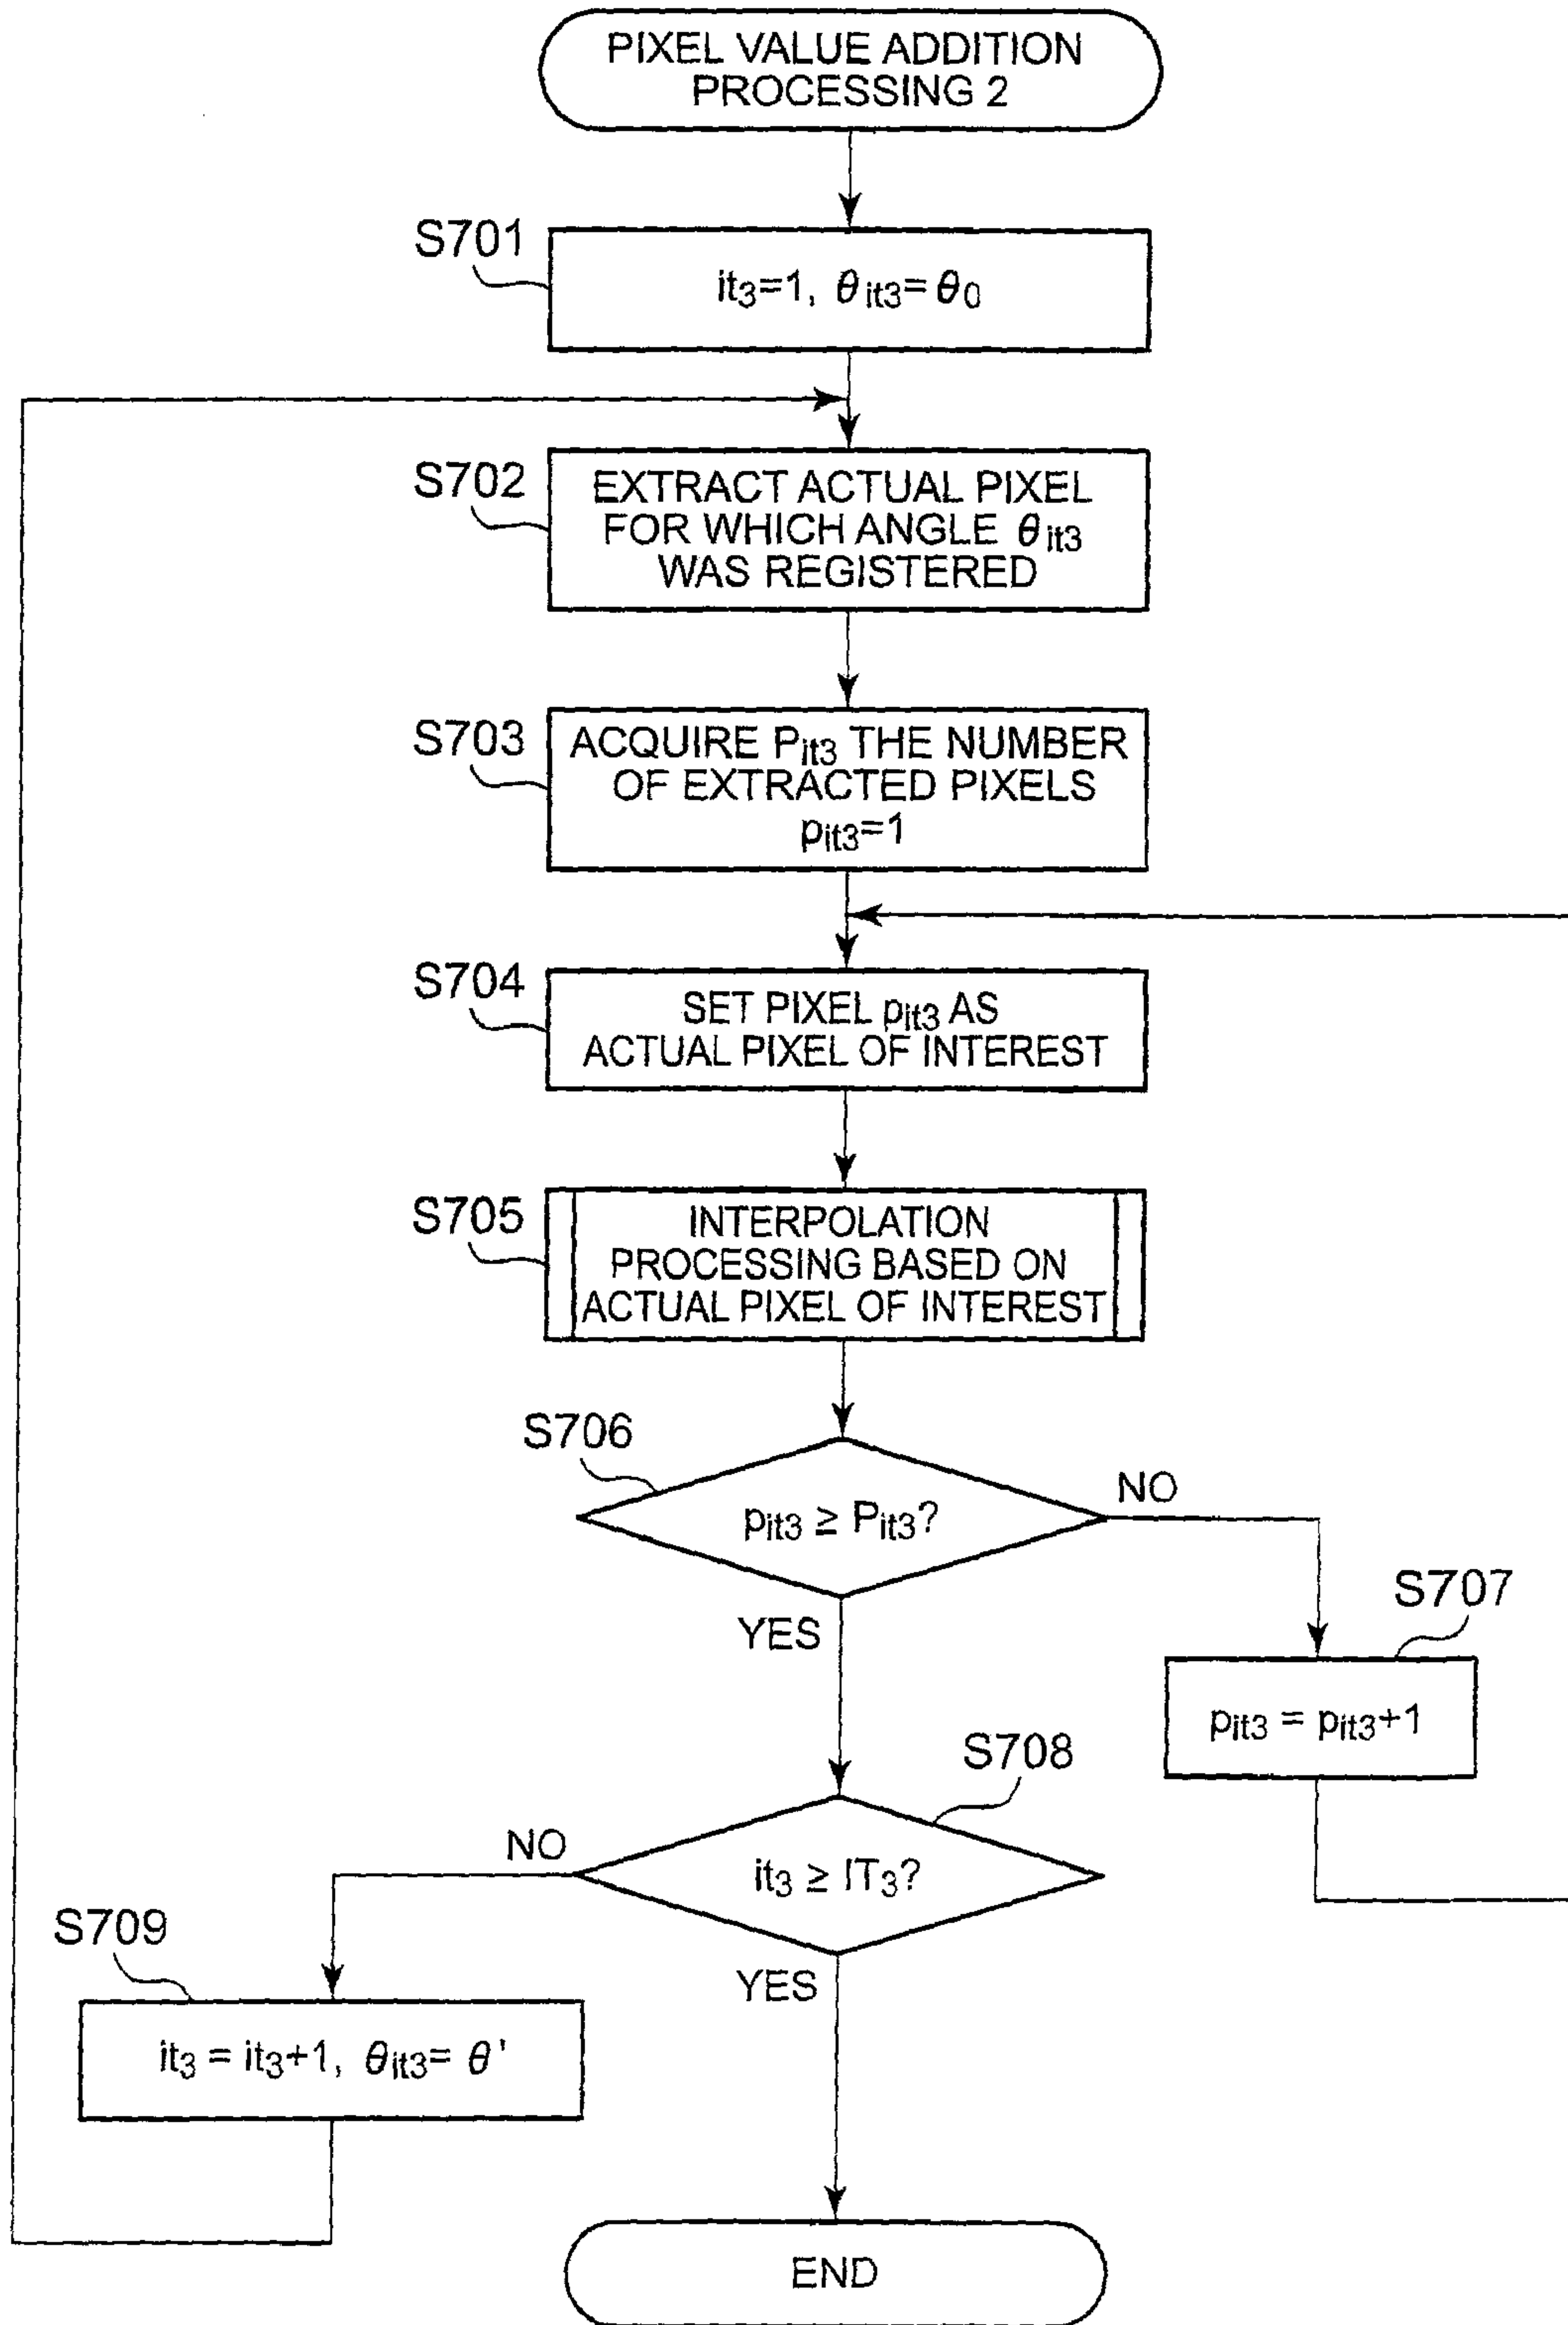 PIXEL VALUE ADDITION
PROCESSING 2
S701
it₃=1, θit3=θ0
S702
EXTRACT ACTUAL PIXEL
FOR WHICH ANGLE θit3
WAS REGISTERED
S703
ACQUIRE Pit3 THE NUMBER
OF EXTRACTED PIXELS
pit3=1
S704
SET PIXEL pit3 AS
ACTUAL PIXEL OF INTEREST
S705
INTERPOLATION
PROCESSING BASED ON
ACTUAL PIXEL OF INTEREST
S706
pit3 ≥ Pit3?
NO
YES
S707
pit3 = pit3+1
S708
it₃ ≥ IT₃?
NO
YES
S709
it₃ = it₃+1, θit3= θ'
END